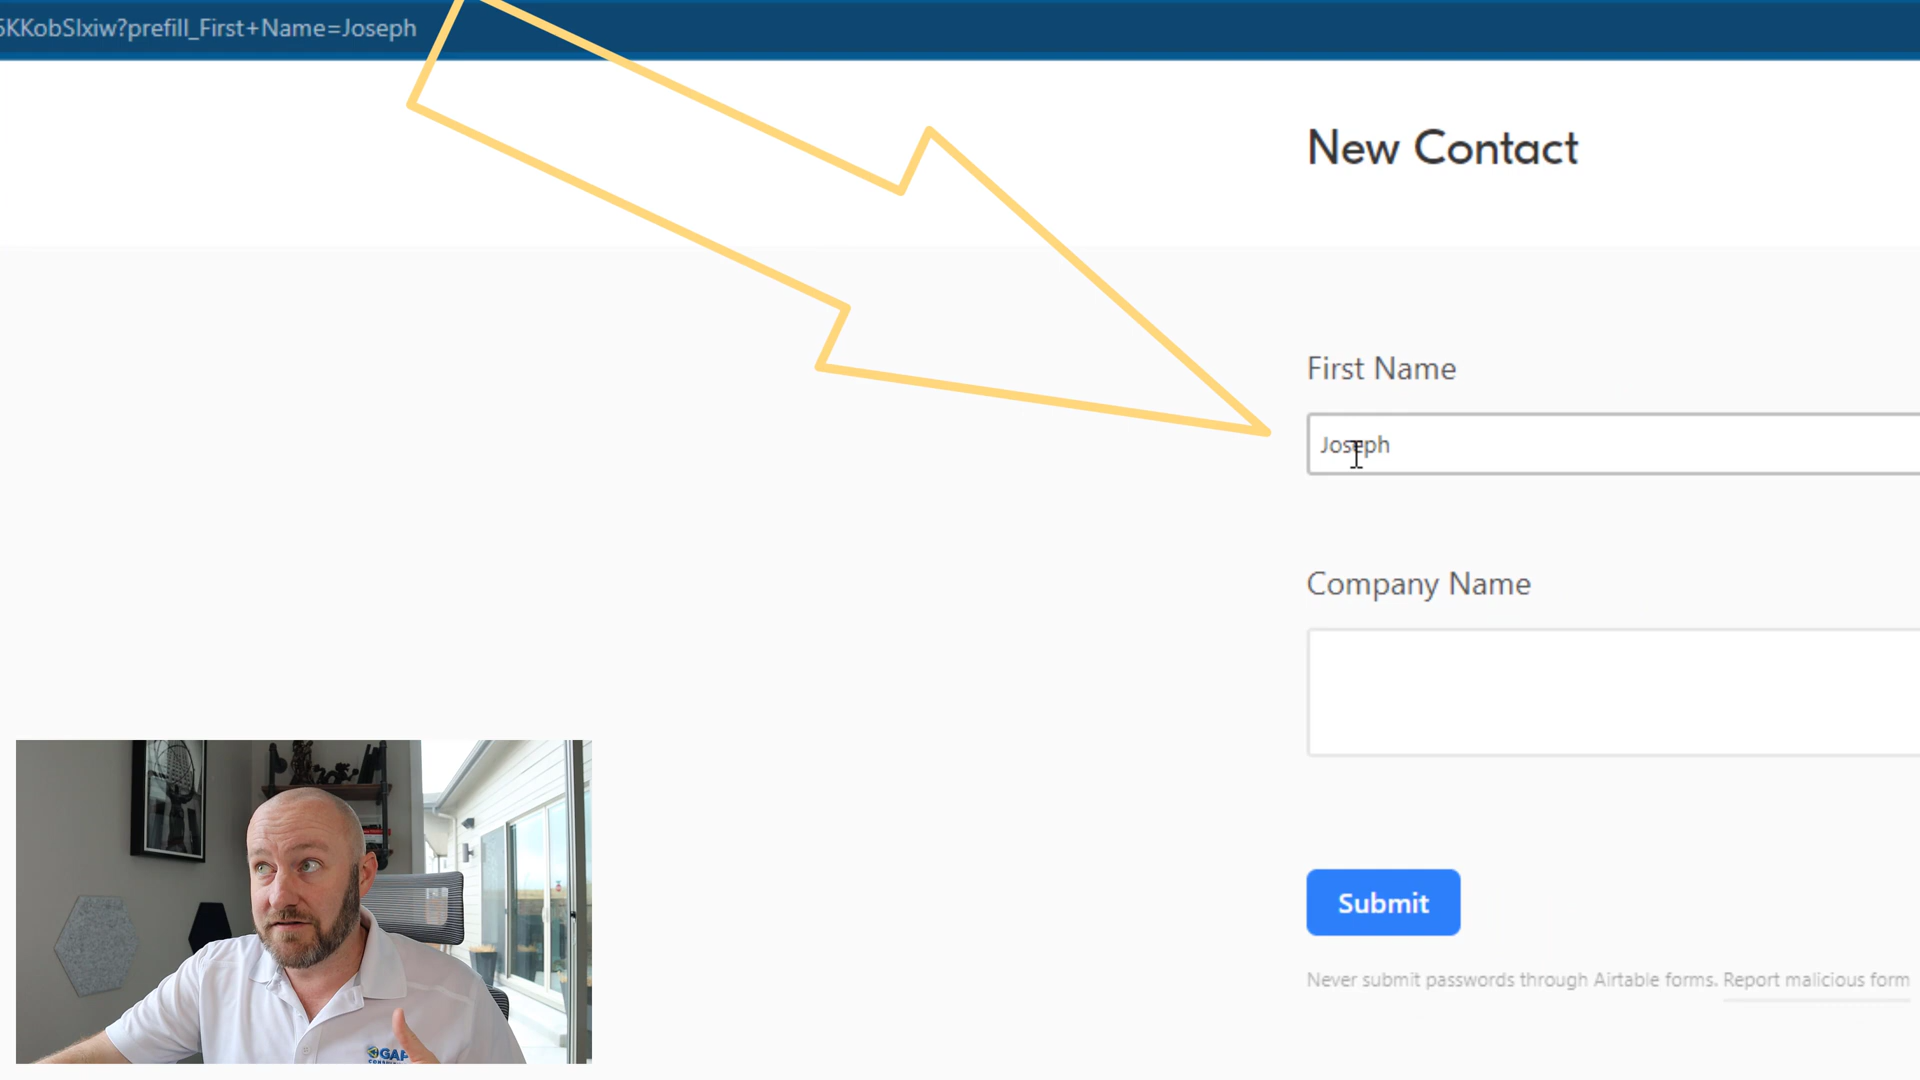 5KKobSlxiw?prefill_First+Name=Joseph
New Contact
First Name
Joseph
Company Name
Submit
Never submit passwords through Airtable forms. Report malicious form
GAP